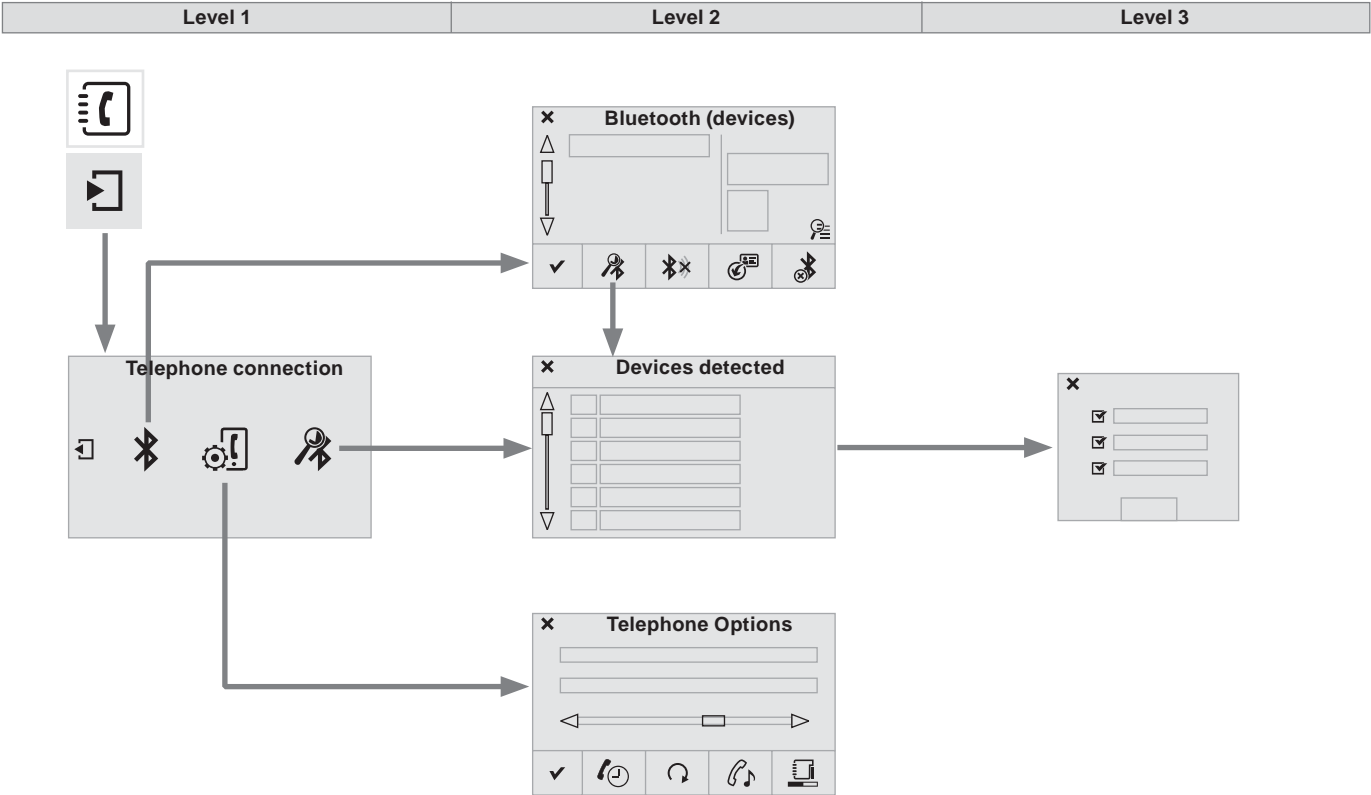 Level 1
Level 2
Level 3
Bluetooth (devices)
Telephone connection
Devices detected
Telephone Options